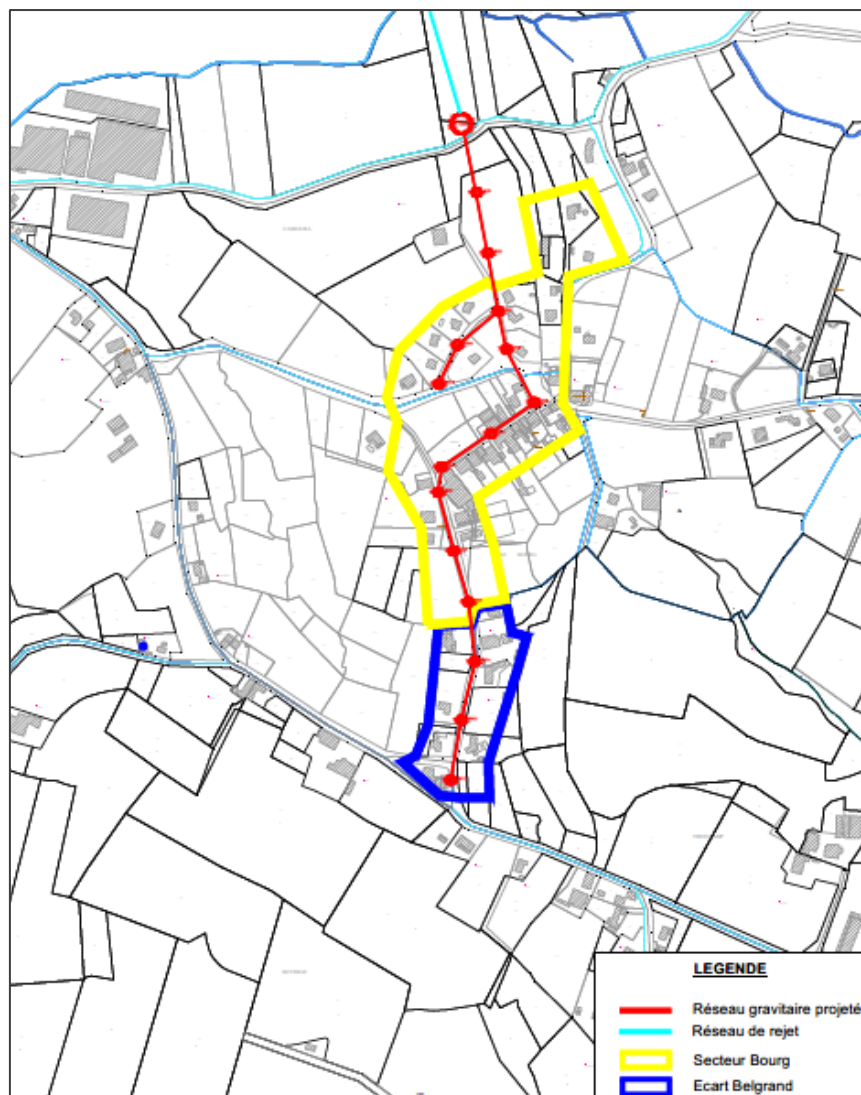 LEGENDE
Réseau gravitaire projeté
Réseau de rejet
Secteur Bourg
Ecart Belgrand